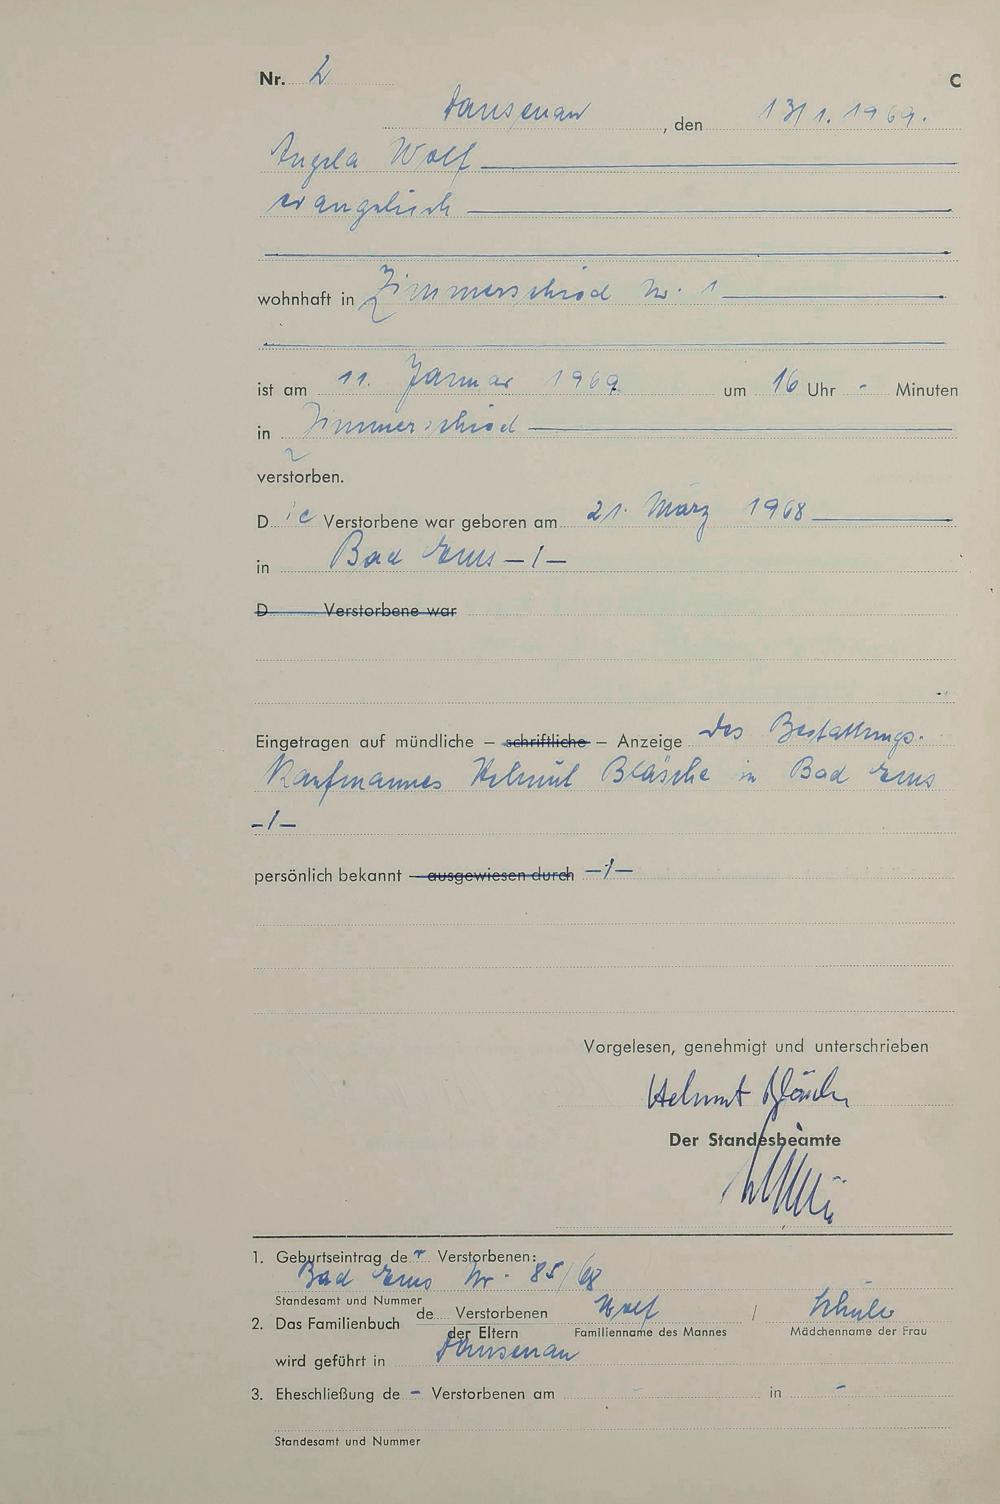 Nr. 2 C
Dausenau, den 13/1. 1969.
Angela Wolf
evangelisch
wohnhaft in Zimmerschied Nr. 1
ist am 11. Januar 1969 um 16 Uhr - Minuten
in Zimmerschied
verstorben.
Die Verstorbene war geboren am 21. März 1968
in Bad Ems -/-
D Verstorbene war
Eingetragen auf mündliche – schriftliche – Anzeige des Bestattungs-
Kaufmannes Helmut Bläsche in Bad Ems
-/-
persönlich bekannt – ausgewiesen durch -/-
Vorgelesen, genehmigt und unterschrieben
Helmut
Der Standesbeamte
1. Geburtseintrag der Verstorbenen:
Bad Ems Nr. 85/68
Standesamt und Nummer
2. Das Familienbuch de Verstorbenen Wolf / Schuler
der Eltern Familienname des Mannes Mädchenname der Frau
wird geführt in Dausenau
3. Eheschließung de - Verstorbenen am - in -
Standesamt und Nummer